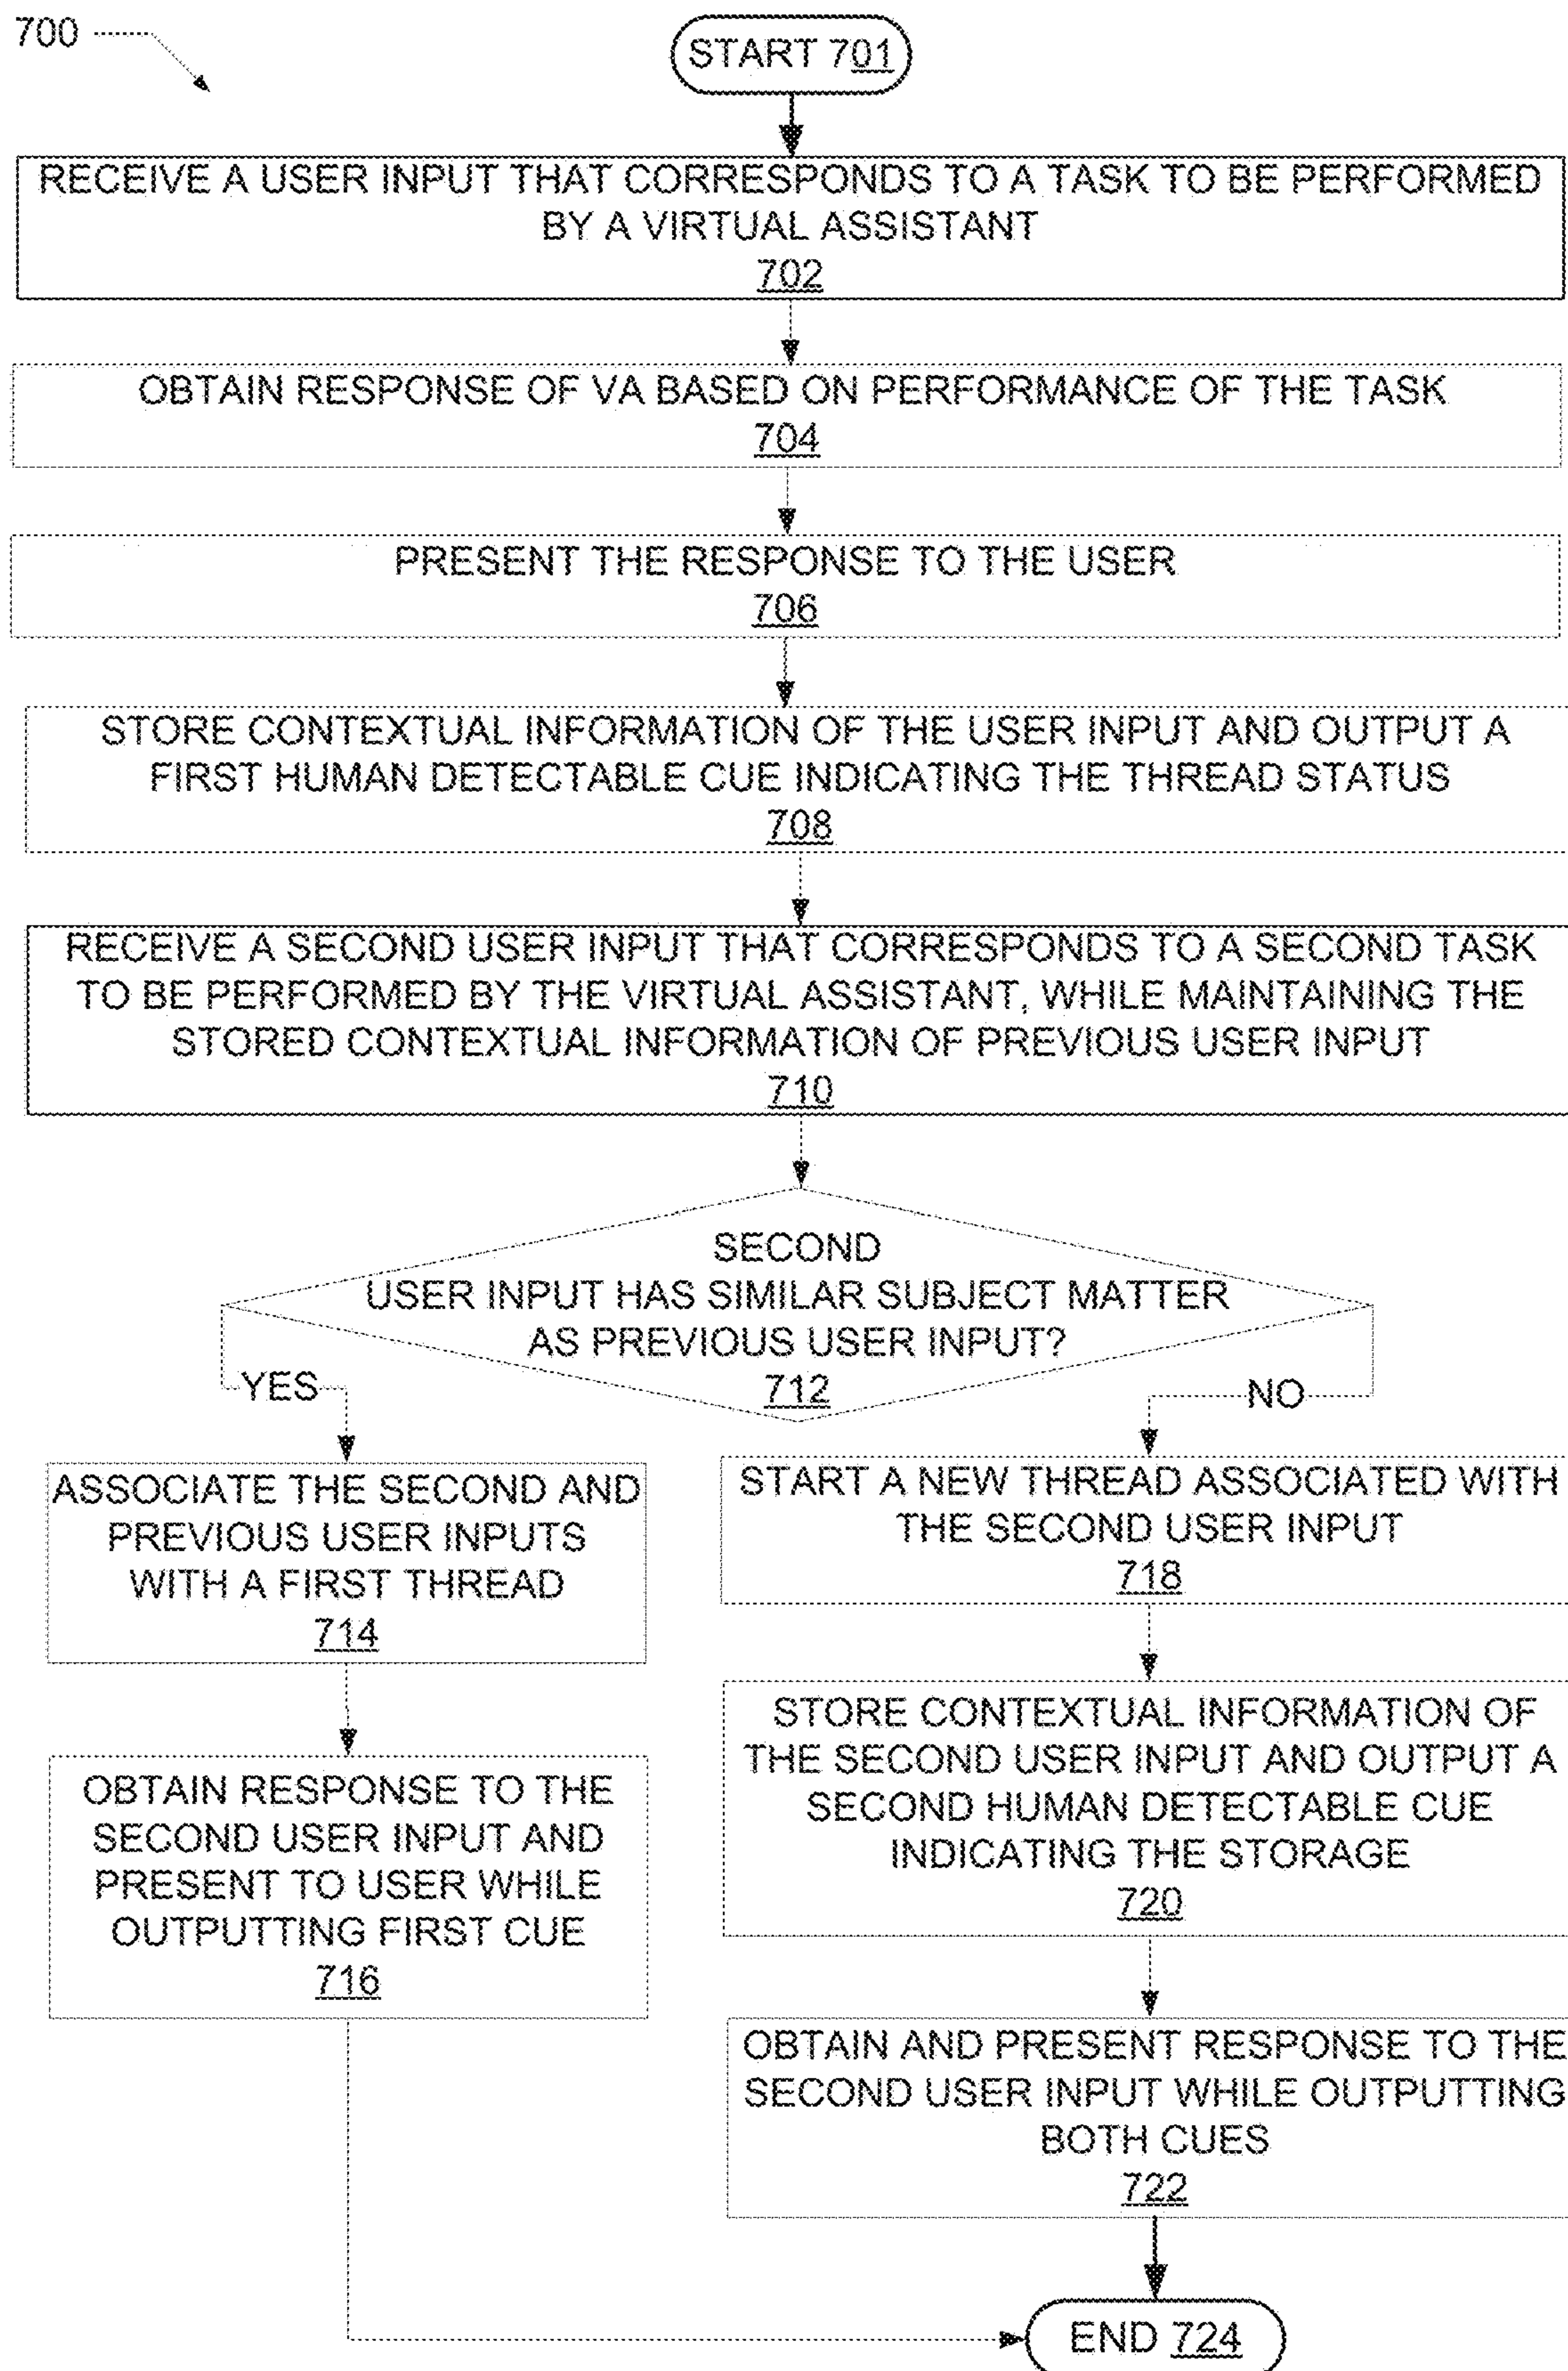 700
START 701
RECEIVE A USER INPUT THAT CORRESPONDS TO A TASK TO BE PERFORMED
BY A VIRTUAL ASSISTANT
702
OBTAIN RESPONSE OF VA BASED ON PERFORMANCE OF THE TASK
704
PRESENT THE RESPONSE TO THE USER
706
STORE CONTEXTUAL INFORMATION OF THE USER INPUT AND OUTPUT A
FIRST HUMAN DETECTABLE CUE INDICATING THE THREAD STATUS
708
RECEIVE A SECOND USER INPUT THAT CORRESPONDS TO A SECOND TASK
TO BE PERFORMED BY THE VIRTUAL ASSISTANT, WHILE MAINTAINING THE
STORED CONTEXTUAL INFORMATION OF PREVIOUS USER INPUT
710
SECOND
USER INPUT HAS SIMILAR SUBJECT MATTER
AS PREVIOUS USER INPUT?
712
YES
NO
ASSOCIATE THE SECOND AND
PREVIOUS USER INPUTS
WITH A FIRST THREAD
714
OBTAIN RESPONSE TO THE
SECOND USER INPUT AND
PRESENT TO USER WHILE
OUTPUTTING FIRST CUE
716
START A NEW THREAD ASSOCIATED WITH
THE SECOND USER INPUT
718
STORE CONTEXTUAL INFORMATION OF
THE SECOND USER INPUT AND OUTPUT A
SECOND HUMAN DETECTABLE CUE
INDICATING THE STORAGE
720
OBTAIN AND PRESENT RESPONSE TO THE
SECOND USER INPUT WHILE OUTPUTTING
BOTH CUES
722
END 724